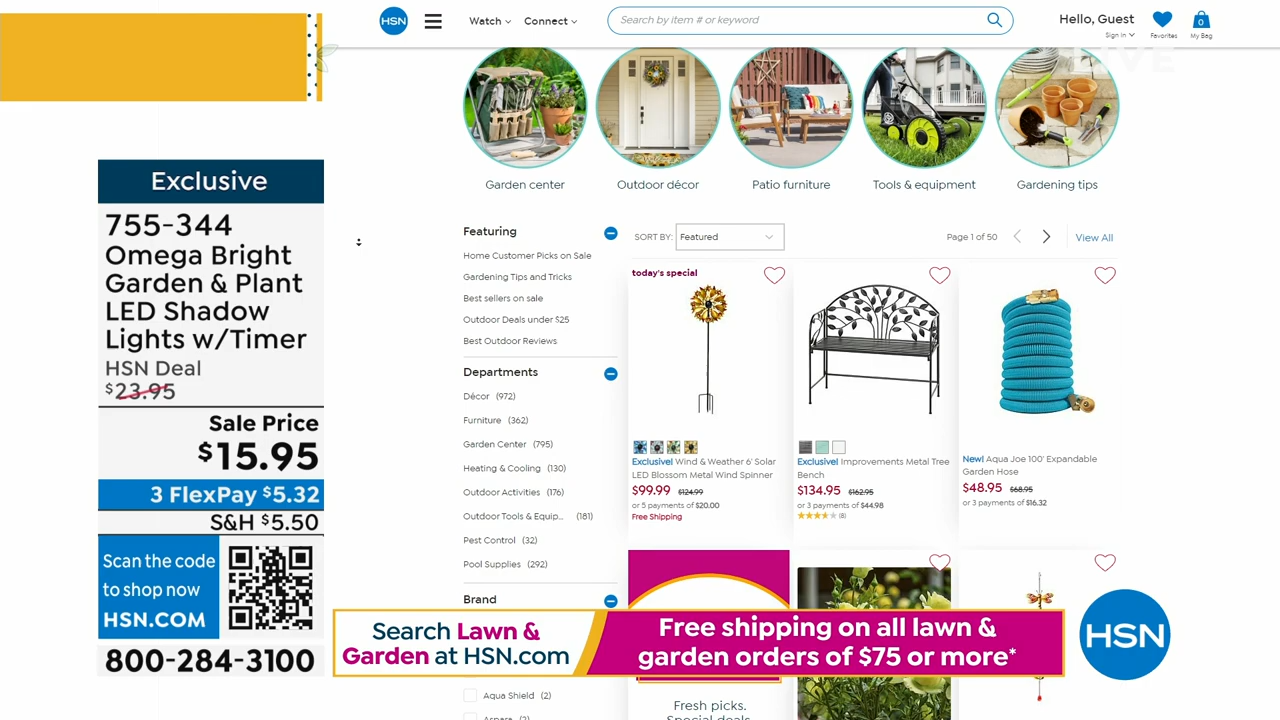 HSN
Watch
Connect
Search by item # or keyword
Hello, Guest
Sign In
Favorites
0
My Bag
LIVE
Garden center
Outdoor décor
Patio furniture
Tools & equipment
Gardening tips
Exclusive
755-344
Omega Bright
Garden & Plant
LED Shadow
Lights w/Timer
HSN Deal
$23.95
Sale Price
$15.95
3 FlexPay $5.32
S&H $5.50
Scan the code
to shop now
HSN.COM
800-284-3100
Featuring
Home Customer Picks on Sale
Gardening Tips and Tricks
Best sellers on sale
Outdoor Deals under $25
Best Outdoor Reviews
Departments
Décor (972)
Furniture (362)
Garden Center (795)
Heating & Cooling (130)
Outdoor Activities (176)
Outdoor Tools & Equip... (181)
Pest Control (32)
Pool Supplies (292)
Brand
Aqua Shield (2)
SORT BY: Featured
Page 1 of 50
View All
today's special
Exclusive! Wind & Weather 6' Solar
LED Blossom Metal Wind Spinner
$99.99 $124.99
or 5 payments of $20.00
Free Shipping
Exclusive! Improvements Metal Tree
Bench
$134.95 $162.95
or 3 payments of $44.98
(8)
New! Aqua Joe 100' Expandable
Garden Hose
$48.95 $68.95
or 3 payments of $16.32
Search Lawn &
Garden at HSN.com
Free shipping on all lawn &
garden orders of $75 or more*
HSN
Fresh picks.
Special deals.